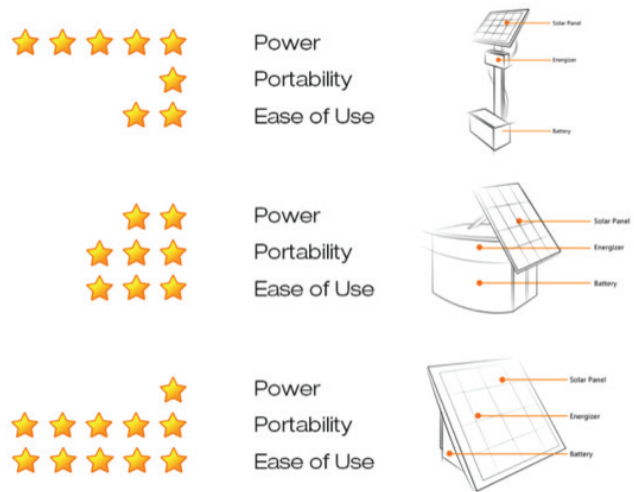 Power
Portability
Ease of Use
Solar Panel
Energizer
Battery
Power
Portability
Ease of Use
Solar Panel
Energizer
Battery
Power
Portability
Ease of Use
Solar Panel
Energizer
Battery